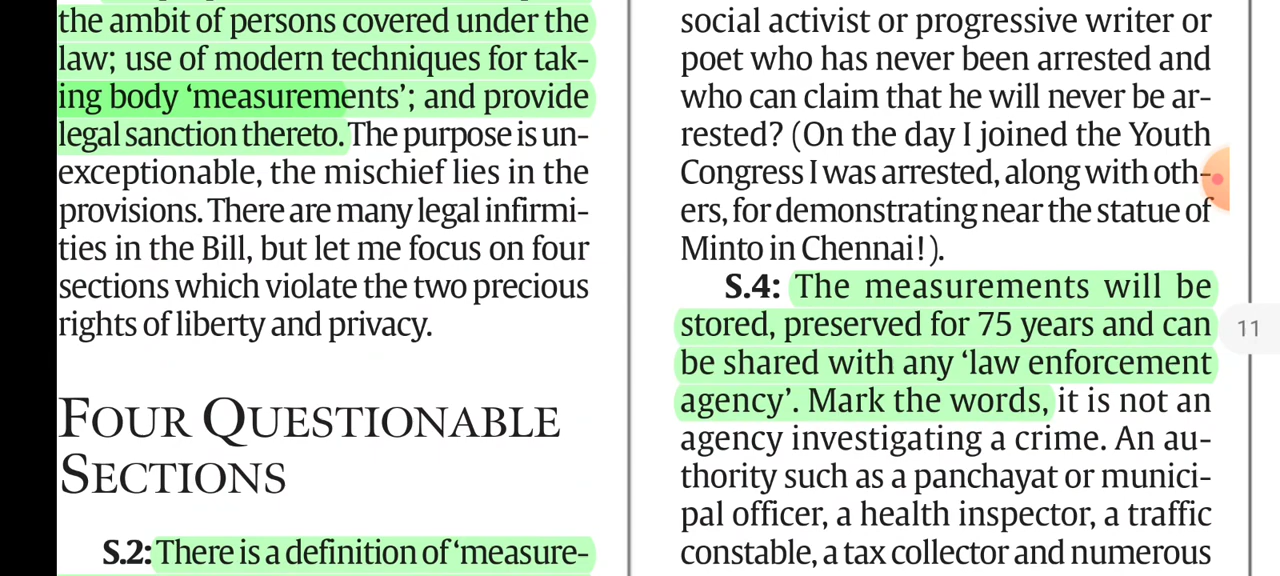 the ambit of persons covered under the
law; use of modern techniques for tak-
ing body ‘measurements’; and provide
legal sanction thereto. The purpose is un-
exceptionable, the mischief lies in the
provisions. There are many legal infirmi-
ties in the Bill, but let me focus on four
sections which violate the two precious
rights of liberty and privacy.
FOUR QUESTIONABLE
SECTIONS
S.2: There is a definition of ‘measure-
social activist or progressive writer or
poet who has never been arrested and
who can claim that he will never be ar-
rested? (On the day I joined the Youth
Congress I was arrested, along with oth-
ers, for demonstrating near the statue of
Minto in Chennai!).
S.4: The measurements will be
stored, preserved for 75 years and can
be shared with any ‘law enforcement
agency’. Mark the words, it is not an
agency investigating a crime. An au-
thority such as a panchayat or munici-
pal officer, a health inspector, a traffic
constable, a tax collector and numerous
11